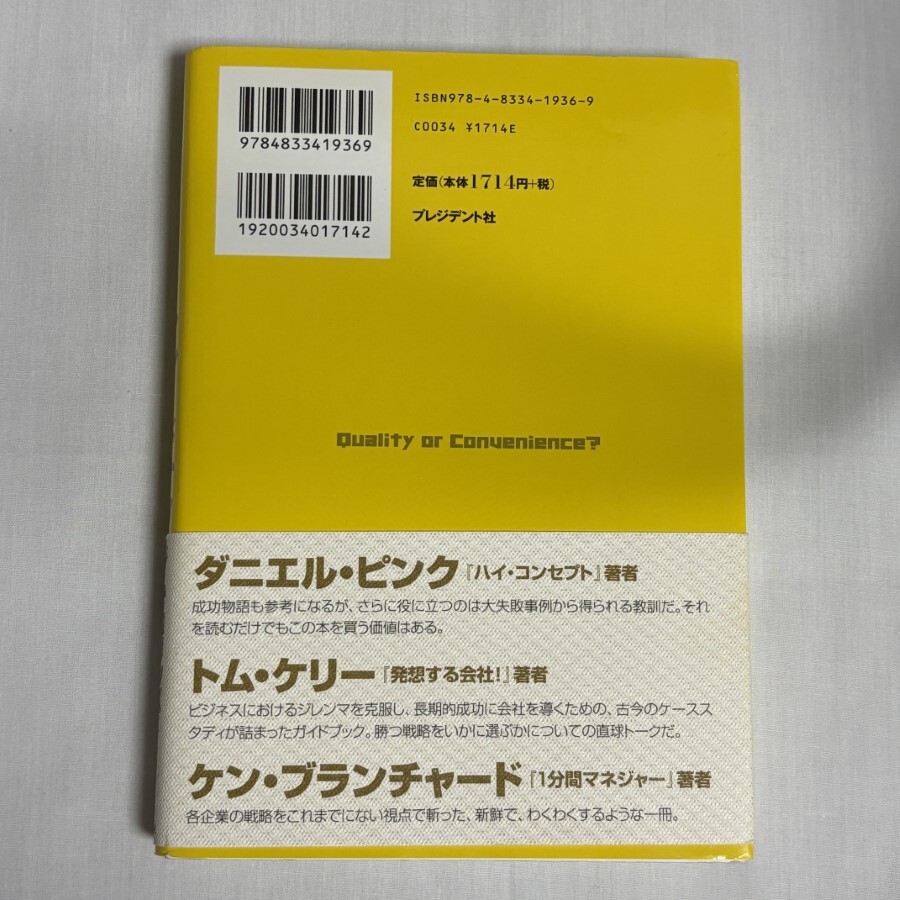 9784833419369
1920034017142
ISBN978-4-8334-1936-9
C0034 ¥1714E
定価(本体1714円+税)
プレジデント社
Quality or Convenience?
ダニエル・ピンク『ハイ・コンセプト』著者
成功物語も参考になるが、さらに役に立つのは大失敗事例から得られる教訓だ。それ
を読むだけでもこの本を買う価値はある。
トム・ケリー『発想する会社!』著者
ビジネスにおけるジレンマを克服し、長期的成功に会社を導くための、古今のケースス
タディが詰まったガイドブック。勝つ戦略をいかに選ぶかについての直球トークだ。
ケン・ブランチャード『1分間マネジャー』著者
各企業の戦略をこれまでにない視点で斬った、新鮮で、わくわくするような一冊。